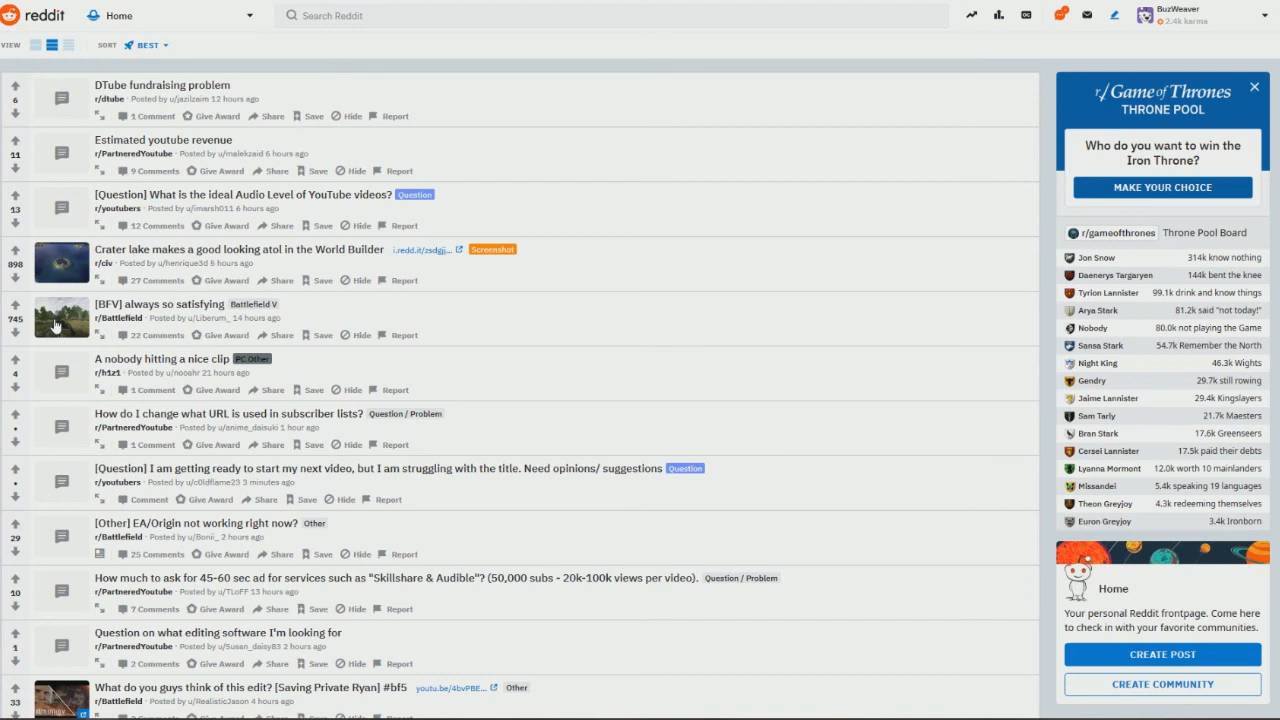 reddit
Home
Search Reddit
BuzWeaver
2.4k karma
VIEW
SORT
BEST
6
DTube fundraising problem
r/dtube · Posted by u/jazilzaim 12 hours ago
1 Comment Give Award Share Save Hide Report
11
Estimated youtube revenue
r/PartneredYoutube · Posted by u/malekzaid 6 hours ago
9 Comments Give Award Share Save Hide Report
13
[Question] What is the ideal Audio Level of YouTube videos? Question
r/youtubers · Posted by u/imarsh011 6 hours ago
12 Comments Give Award Share Save Hide Report
898
Crater lake makes a good looking atol in the World Builder i.redd.it/zsdgjj... Screenshot
r/civ · Posted by u/henrique3d 5 hours ago
27 Comments Give Award Share Save Hide Report
745
[BFV] always so satisfying Battlefield V
r/Battlefield · Posted by u/Liberum_ 14 hours ago
22 Comments Give Award Share Save Hide Report
4
A nobody hitting a nice clip PC Other
r/h1z1 · Posted by u/nooahr 21 hours ago
1 Comment Give Award Share Save Hide Report
•
How do I change what URL is used in subscriber lists? Question / Problem
r/PartneredYoutube · Posted by u/anime_daisuki 1 hour ago
1 Comment Give Award Share Save Hide Report
•
[Question] I am getting ready to start my next video, but I am struggling with the title. Need opinions/ suggestions Question
r/youtubers · Posted by u/c0ldflame23 3 minutes ago
Comment Give Award Share Save Hide Report
29
[Other] EA/Origin not working right now? Other
r/Battlefield · Posted by u/Bonii_ 2 hours ago
25 Comments Give Award Share Save Hide Report
10
How much to ask for 45-60 sec ad for services such as "Skillshare & Audible"? (50,000 subs - 20k-100k views per video). Question / Problem
r/PartneredYoutube · Posted by u/TLoFF 13 hours ago
7 Comments Give Award Share Save Hide Report
1
Question on what editing software I'm looking for
r/PartneredYoutube · Posted by u/Susan_daisy83 2 hours ago
2 Comments Give Award Share Save Hide Report
33
What do you guys think of this edit? [Saving Private Ryan] #bf5 youtu.be/4bvPBE... Other
r/Battlefield · Posted by u/RealisticJason 4 hours ago
r/Game of Thrones
THRONE POOL
Who do you want to win the
Iron Throne?
MAKE YOUR CHOICE
r/gameofthrones Throne Pool Board
Jon Snow 314k know nothing
Daenerys Targaryen 144k bent the knee
Tyrion Lannister 99.1k drink and know things
Arya Stark 81.2k said "not today!"
Nobody 80.0k not playing the Game
Sansa Stark 54.7k Remember the North
Night King 46.3k Wights
Gendry 29.7k still rowing
Jaime Lannister 29.4k Kingslayers
Sam Tarly 21.7k Maesters
Bran Stark 17.6k Greenseers
Cersei Lannister 17.5k paid their debts
Lyanna Mormont 12.0k worth 10 mainlanders
Missandei 5.4k speaking 19 languages
Theon Greyjoy 4.3k redeeming themselves
Euron Greyjoy 3.4k Ironborn
Home
Your personal Reddit frontpage. Come here
to check in with your favorite communities.
CREATE POST
CREATE COMMUNITY